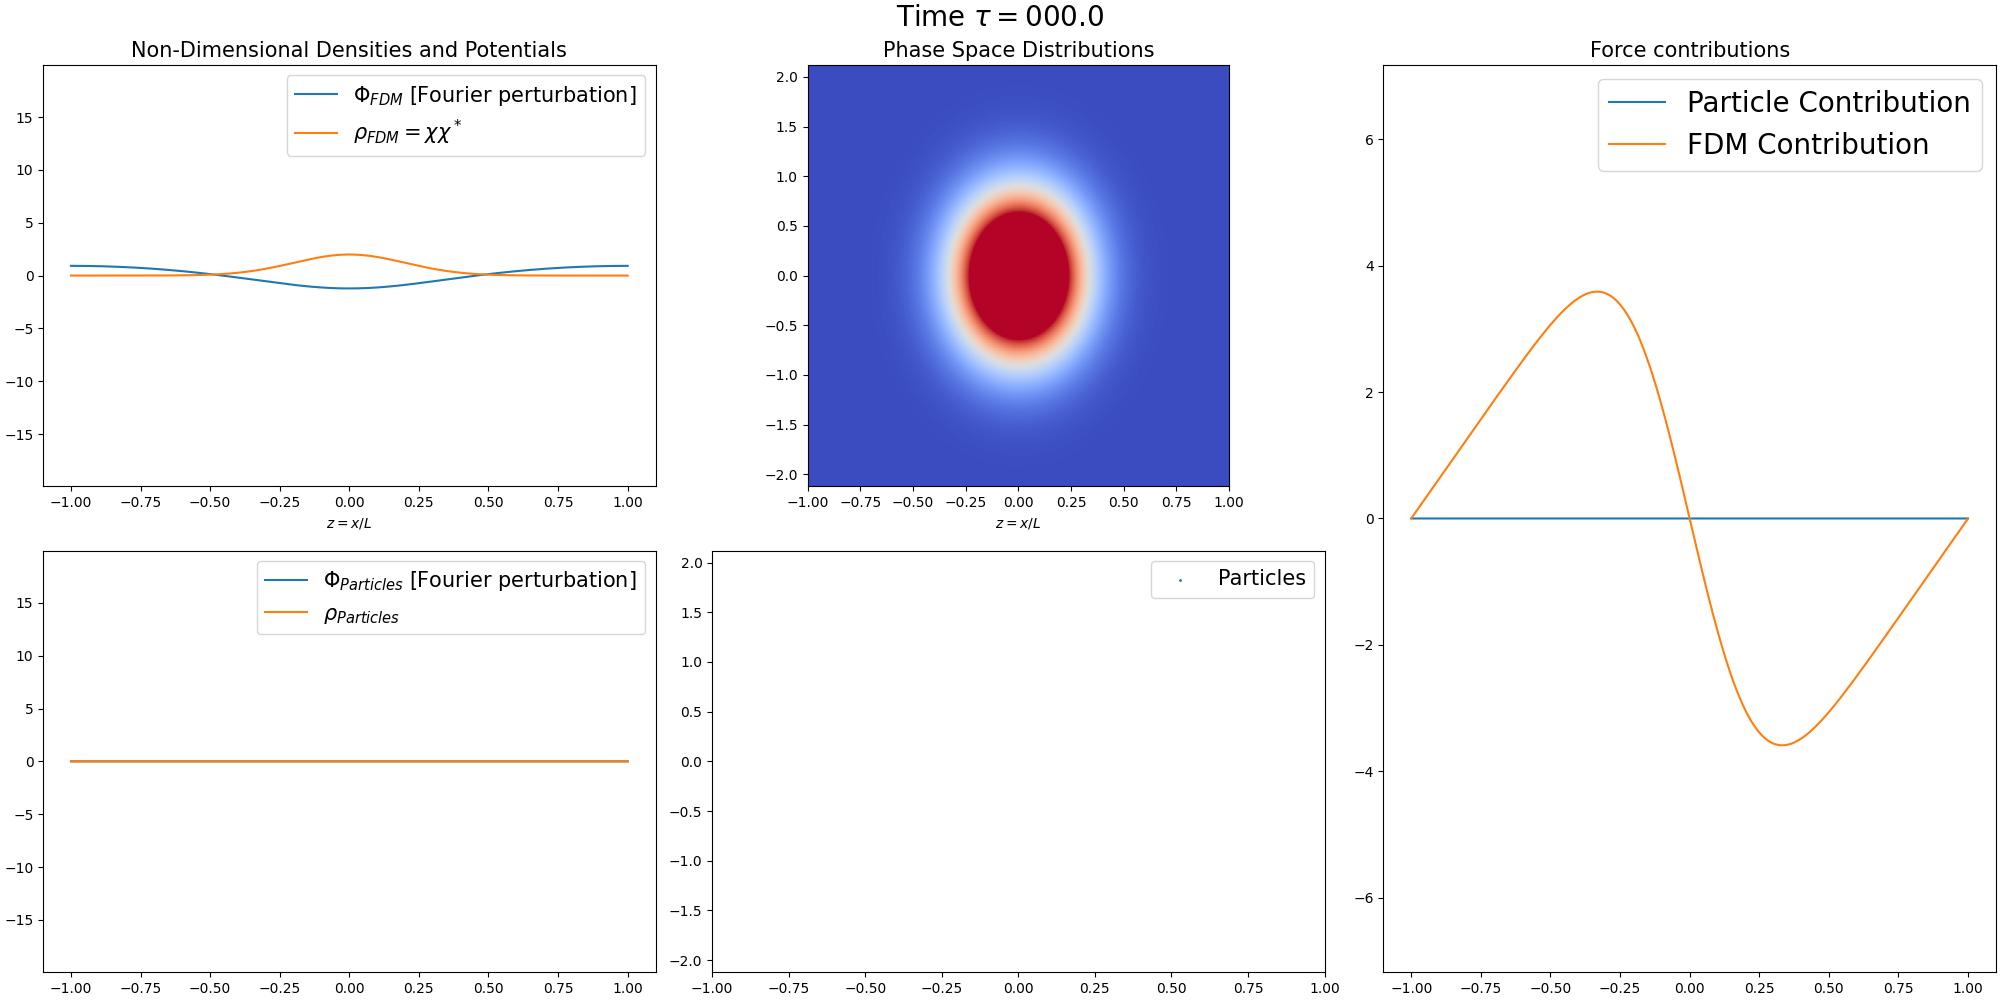 Time τ = 000.0
Non-Dimensional Densities and Potentials
Φ_FDM [Fourier perturbation]
ρ_FDM = χχ*
15
10
5
0
−5
−10
−15
−1.00 −0.75 −0.50 −0.25 0.00 0.25 0.50 0.75 1.00
z = x/L
Phase Space Distributions
2.0
1.5
1.0
0.5
0.0
−0.5
−1.0
−1.5
−2.0
−1.00 −0.75 −0.50 −0.25 0.00 0.25 0.50 0.75 1.00
z = x/L
Force contributions
Particle Contribution
FDM Contribution
6
4
2
0
−2
−4
−6
−1.00 −0.75 −0.50 −0.25 0.00 0.25 0.50 0.75 1.00
Φ_Particles [Fourier perturbation]
ρ_Particles
15
10
5
0
−5
−10
−15
−1.00 −0.75 −0.50 −0.25 0.00 0.25 0.50 0.75 1.00
Particles
2.0
1.5
1.0
0.5
0.0
−0.5
−1.0
−1.5
−2.0
−1.00 −0.75 −0.50 −0.25 0.00 0.25 0.50 0.75 1.00